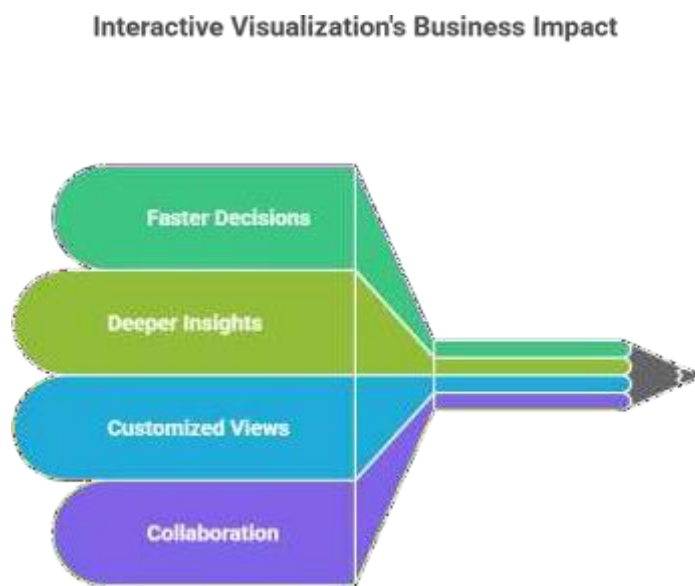 Interactive Visualization's Business Impact
Faster Decisions
Deeper Insights
Customized Views
Collaboration